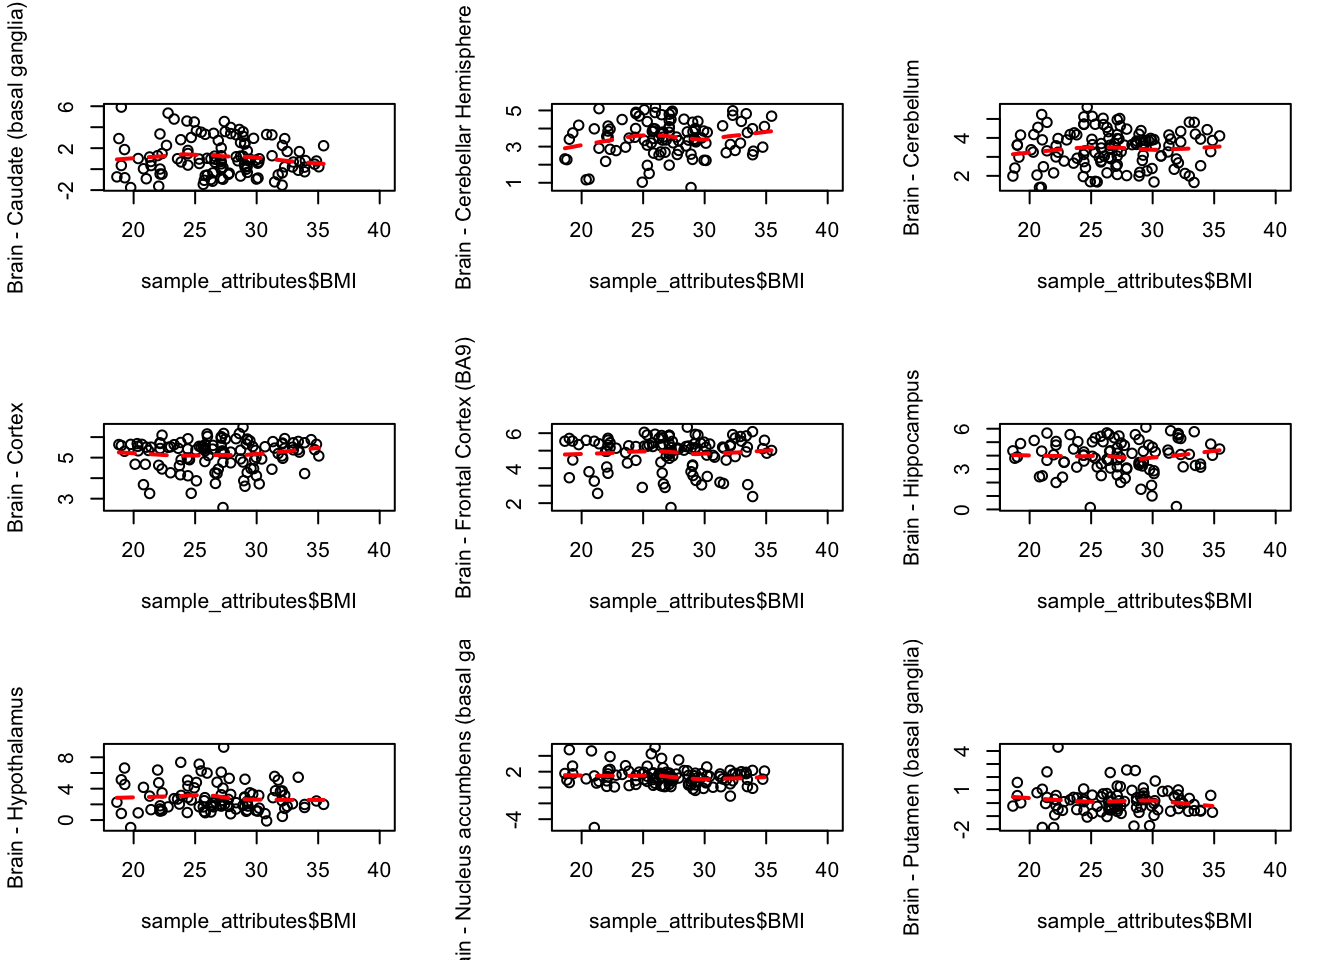 Brain - Caudate (basal ganglia)
-2 2 6
20 25 30 35 40
sample_attributes$BMI
Brain - Cerebellar Hemisphere
1 3 5
20 25 30 35 40
sample_attributes$BMI
Brain - Cerebellum
2 4
20 25 30 35 40
sample_attributes$BMI
Brain - Cortex
3 5
20 25 30 35 40
sample_attributes$BMI
Brain - Frontal Cortex (BA9)
2 4 6
20 25 30 35 40
sample_attributes$BMI
Brain - Hippocampus
0 3 6
20 25 30 35 40
sample_attributes$BMI
Brain - Hypothalamus
0 4 8
20 25 30 35 40
sample_attributes$BMI
ain - Nucleus accumbens (basal ga
-4 2
20 25 30 35 40
sample_attributes$BMI
Brain - Putamen (basal ganglia)
-2 1 4
20 25 30 35 40
sample_attributes$BMI